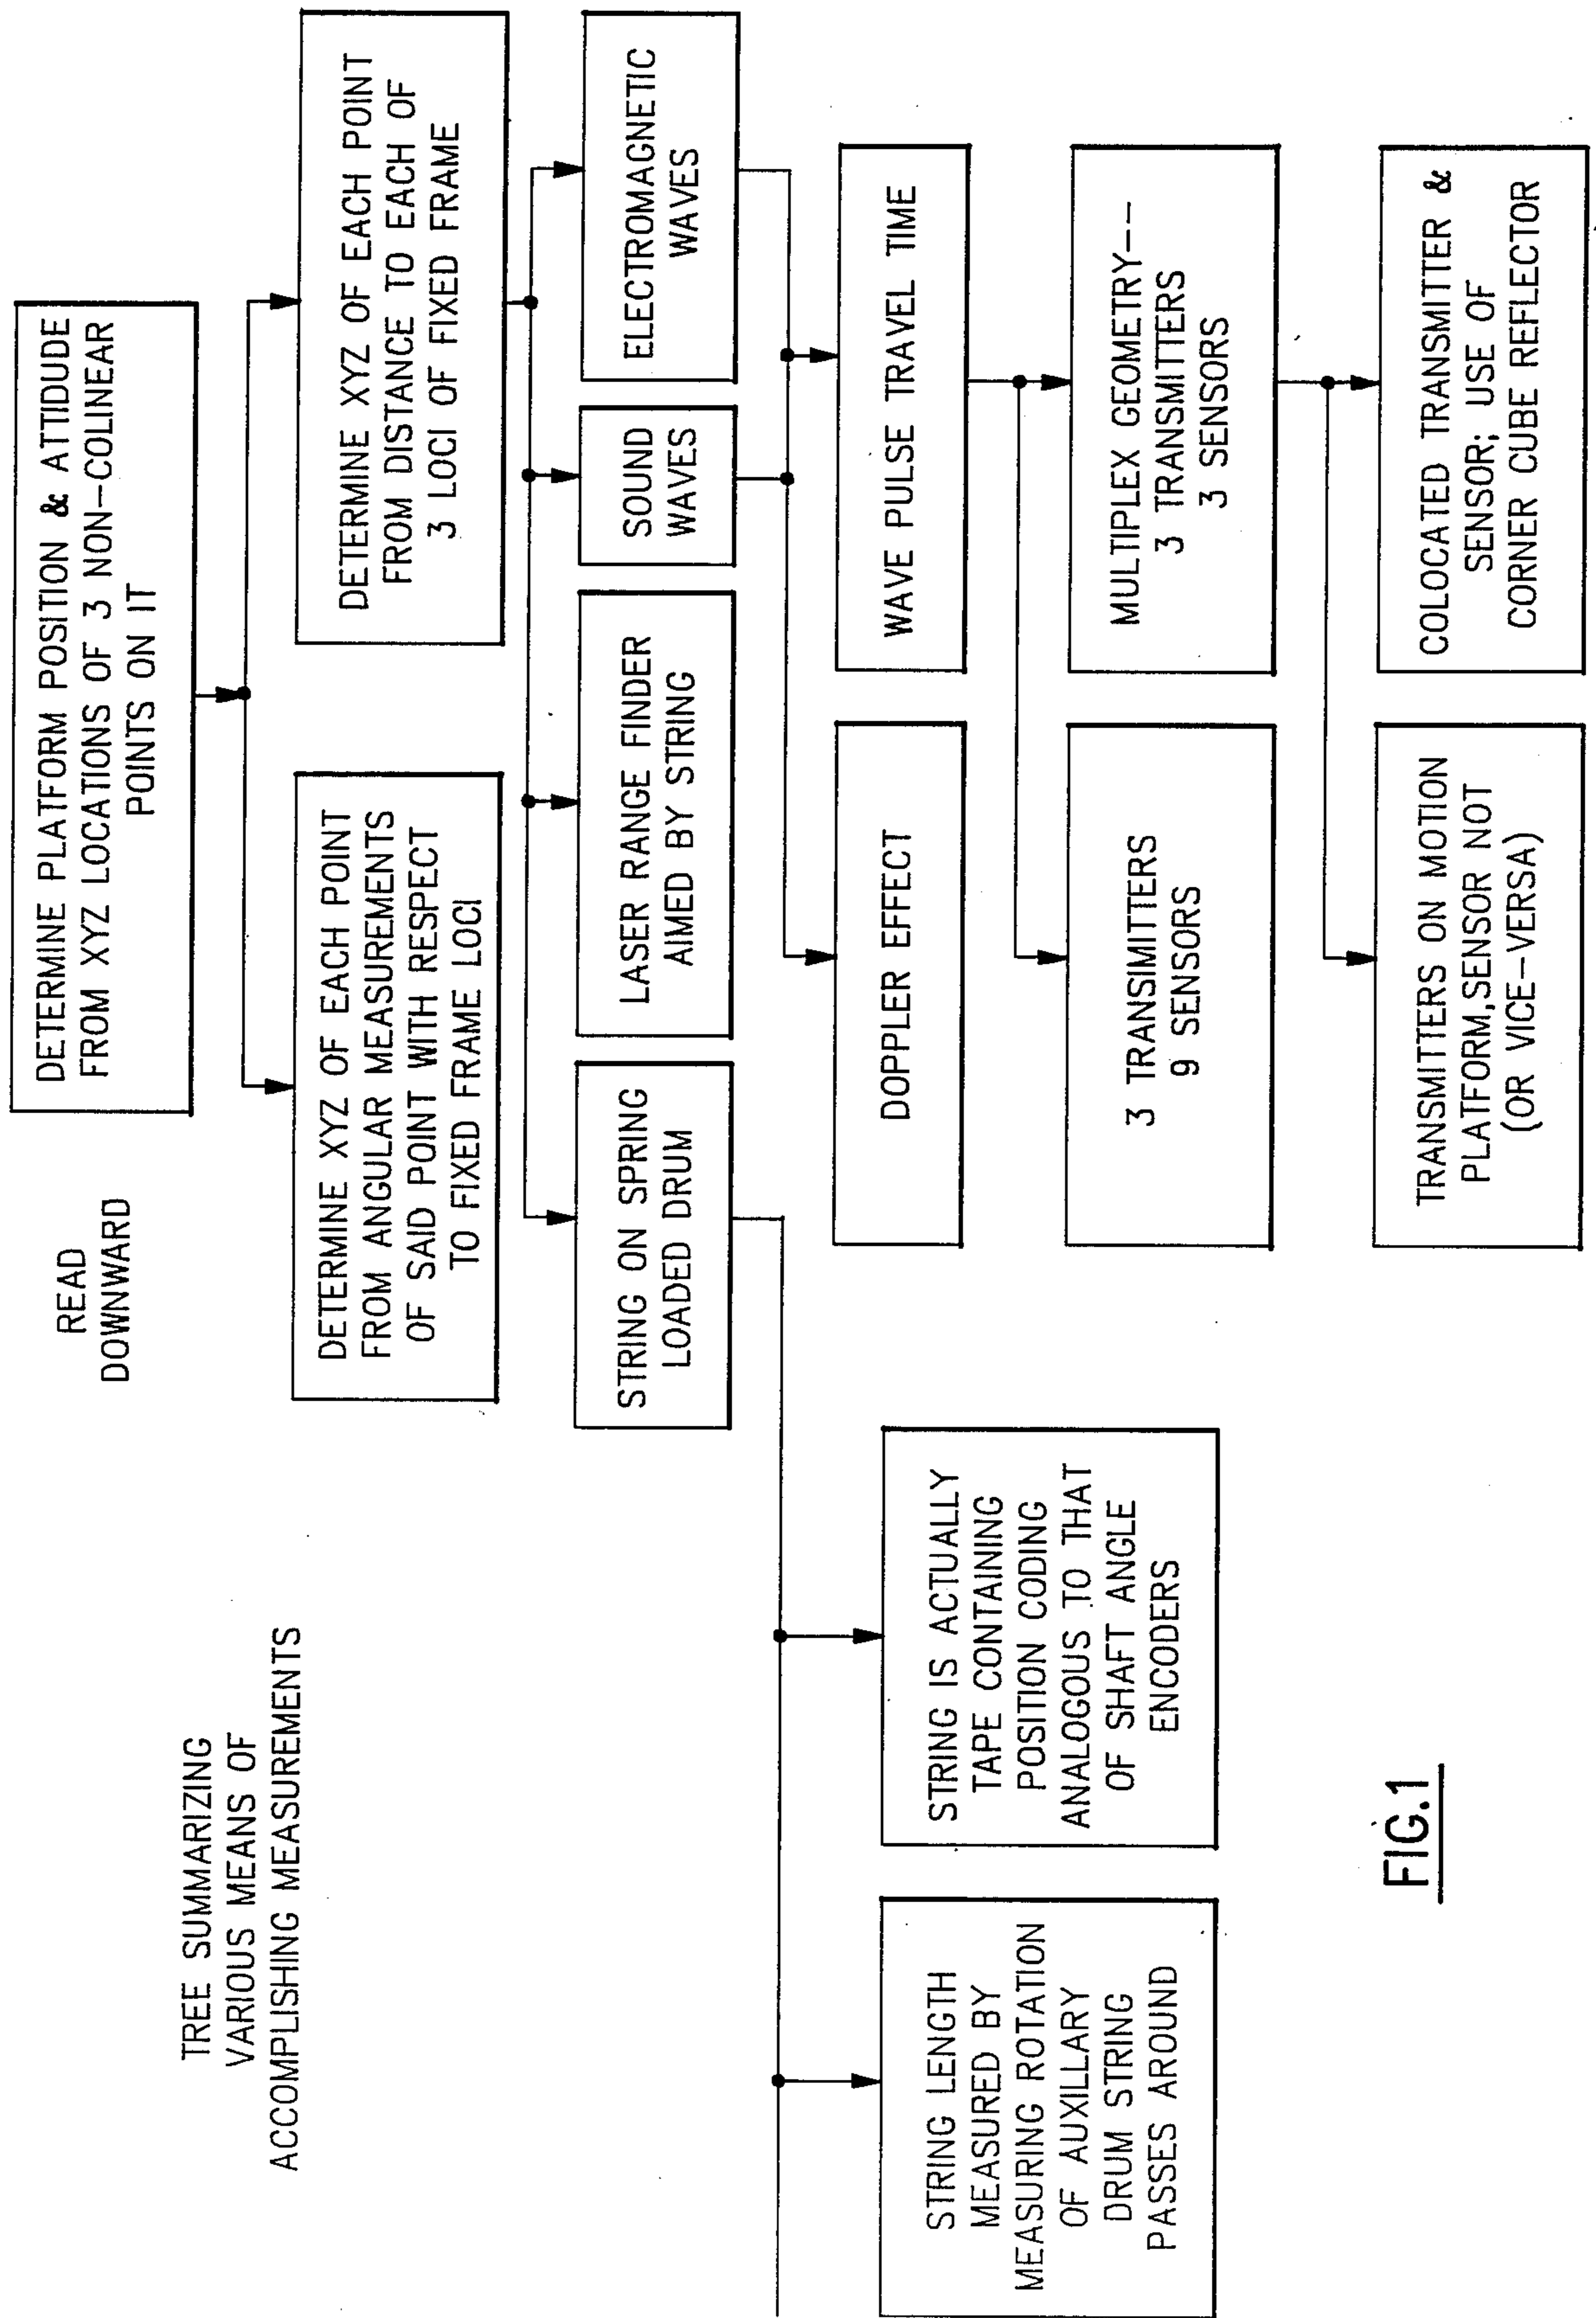 TREE SUMMARIZING
VARIOUS MEANS OF
ACCOMPLISHING MEASUREMENTS
READ
DOWNWARD
DETERMINE PLATFORM POSITION & ATTIDUDE
FROM XYZ LOCATIONS OF 3 NON-COLINEAR
POINTS ON IT
DETERMINE XYZ OF EACH POINT
FROM ANGULAR MEASUREMENTS
OF SAID POINT WITH RESPECT
TO FIXED FRAME LOCI
DETERMINE XYZ OF EACH POINT
FROM DISTANCE TO EACH OF
3 LOCI OF FIXED FRAME
STRING ON SPRING
LOADED DRUM
LASER RANGE FINDER
AIMED BY STRING
SOUND
WAVES
ELECTROMAGNETIC
WAVES
STRING LENGTH
MEASURED BY
MEASURING ROTATION
OF AUXILLARY
DRUM STRING
PASSES AROUND
STRING IS ACTUALLY
TAPE CONTAINING
POSITION CODING
ANALOGOUS TO THAT
OF SHAFT ANGLE
ENCODERS
DOPPLER EFFECT
WAVE PULSE TRAVEL TIME
3 TRANSIMITTERS
9 SENSORS
MULTIPLEX GEOMETRY--
3 TRANSMITTERS
3 SENSORS
TRANSMITTERS ON MOTION
PLATFORM,SENSOR NOT
(OR VICE-VERSA)
COLOCATED TRANSMITTER &
SENSOR; USE OF
CORNER CUBE REFLECTOR
FIG.1